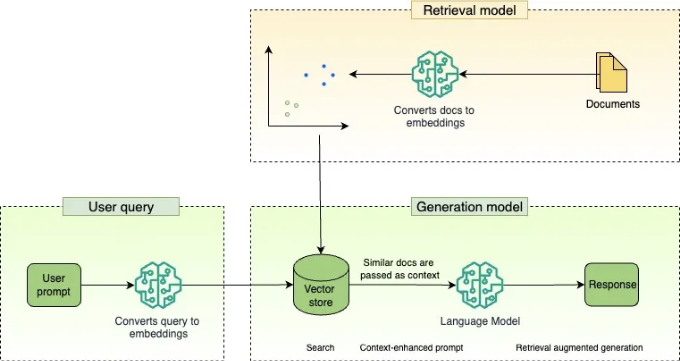 Retrieval model
Converts docs to
embeddings
Documents
User query
User
prompt
Converts query to
embeddings
Generation model
Vector
store
Similar docs are
passed as context
Language Model
Response
Search
Context-enhanced prompt
Retrieval augmented generation